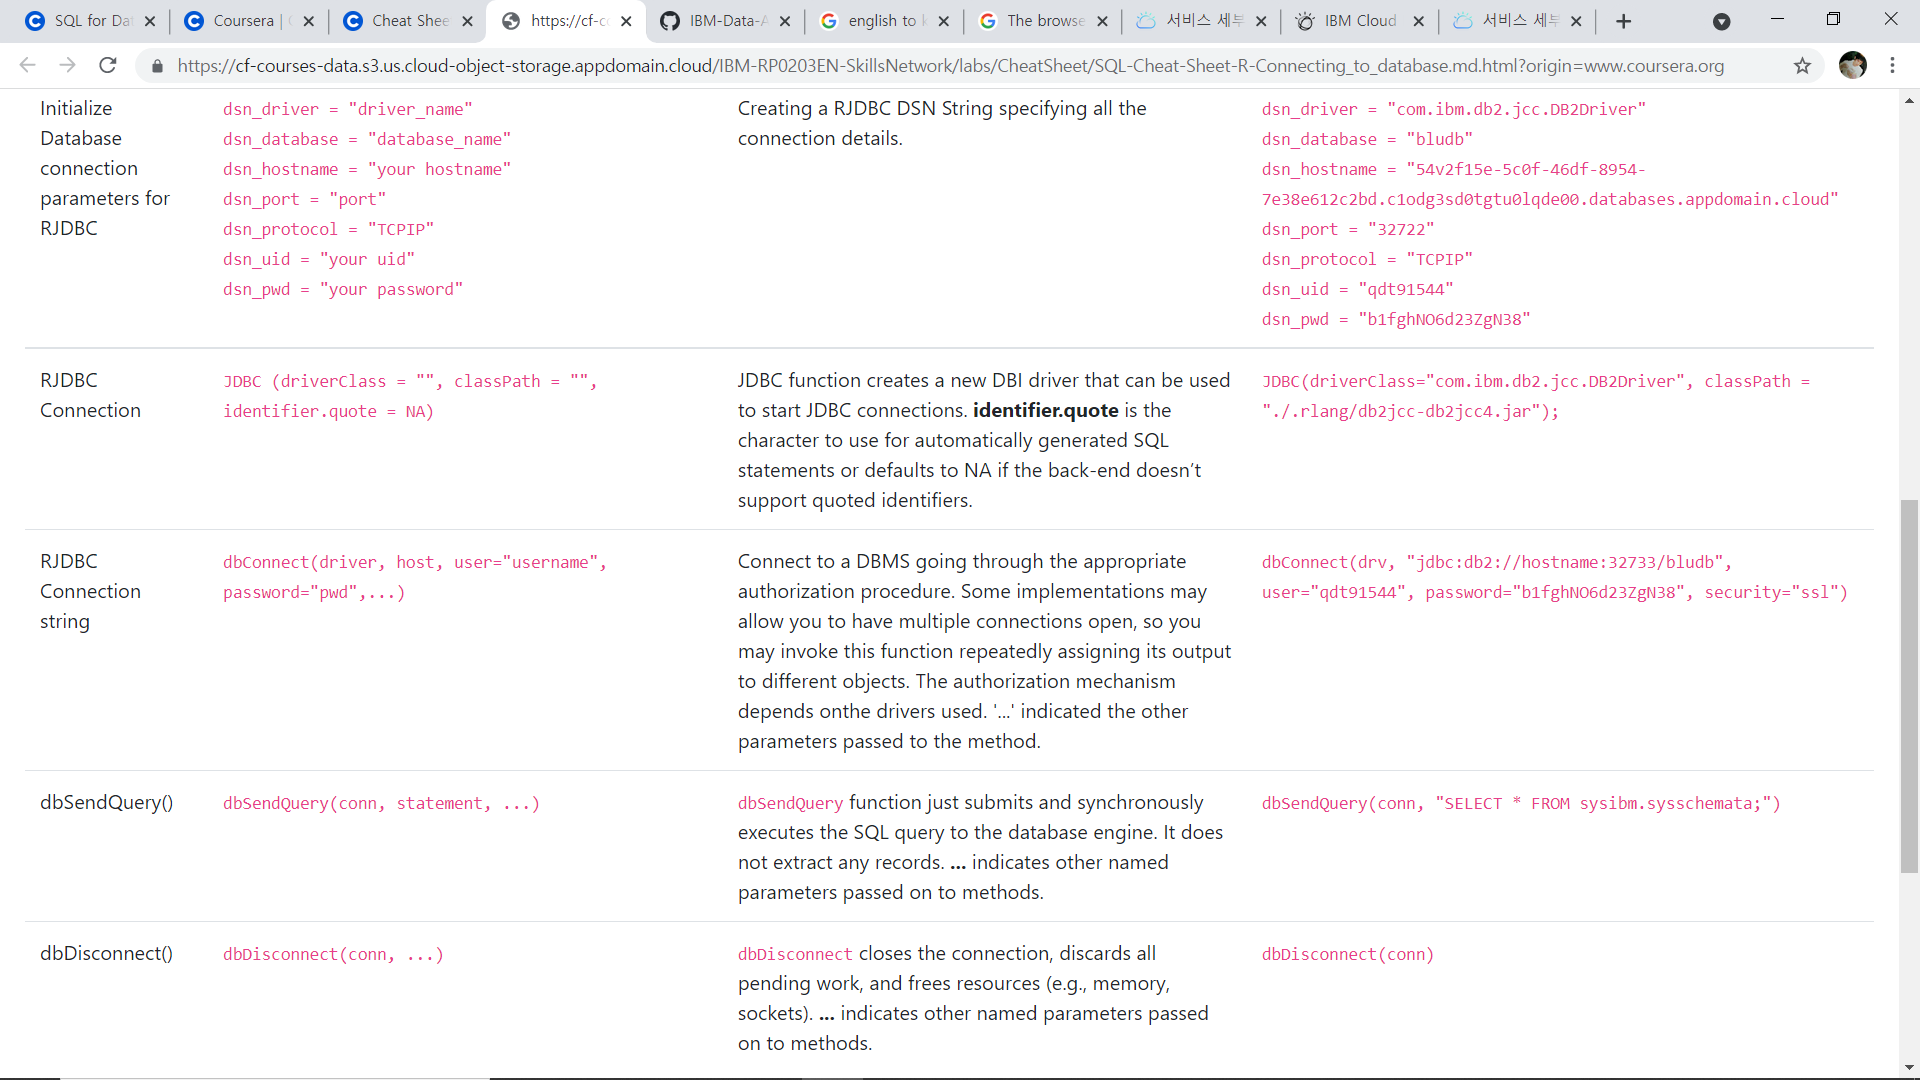 SQL for Dat
Coursera | C
Cheat Shee
https://cf-co
IBM-Data-A
english to k
The browse
서비스 세부
IBM Cloud
서비스 세부
https://cf-courses-data.s3.us.cloud-object-storage.appdomain.cloud/IBM-RP0203EN-SkillsNetwork/labs/CheatSheet/SQL-Cheat-Sheet-R-Connecting_to_database.md.html?origin=www.coursera.org
Initialize
Database
connection
parameters for
RJDBC
dsn_driver = "driver_name"
dsn_database = "database_name"
dsn_hostname = "your hostname"
dsn_port = "port"
dsn_protocol = "TCPIP"
dsn_uid = "your uid"
dsn_pwd = "your password"
Creating a RJDBC DSN String specifying all the
connection details.
dsn_driver = "com.ibm.db2.jcc.DB2Driver"
dsn_database = "bludb"
dsn_hostname = "54v2f15e-5c0f-46df-8954-
7e38e612c2bd.c1odg3sd0tgtu0lqde00.databases.appdomain.cloud"
dsn_port = "32722"
dsn_protocol = "TCPIP"
dsn_uid = "qdt91544"
dsn_pwd = "b1fghNO6d23ZgN38"
RJDBC
Connection
JDBC (driverClass = "", classPath = "",
identifier.quote = NA)
JDBC function creates a new DBI driver that can be used
to start JDBC connections. identifier.quote is the
character to use for automatically generated SQL
statements or defaults to NA if the back-end doesn’t
support quoted identifiers.
JDBC(driverClass="com.ibm.db2.jcc.DB2Driver", classPath =
"./.rlang/db2jcc-db2jcc4.jar");
RJDBC
Connection
string
dbConnect(driver, host, user="username",
password="pwd",...)
Connect to a DBMS going through the appropriate
authorization procedure. Some implementations may
allow you to have multiple connections open, so you
may invoke this function repeatedly assigning its output
to different objects. The authorization mechanism
depends onthe drivers used. '...' indicated the other
parameters passed to the method.
dbConnect(drv, "jdbc:db2://hostname:32733/bludb",
user="qdt91544", password="b1fghNO6d23ZgN38", security="ssl")
dbSendQuery()
dbSendQuery(conn, statement, ...)
dbSendQuery function just submits and synchronously
executes the SQL query to the database engine. It does
not extract any records. ... indicates other named
parameters passed on to methods.
dbSendQuery(conn, "SELECT * FROM sysibm.sysschemata;")
dbDisconnect()
dbDisconnect(conn, ...)
dbDisconnect closes the connection, discards all
pending work, and frees resources (e.g., memory,
sockets). ... indicates other named parameters passed
on to methods.
dbDisconnect(conn)